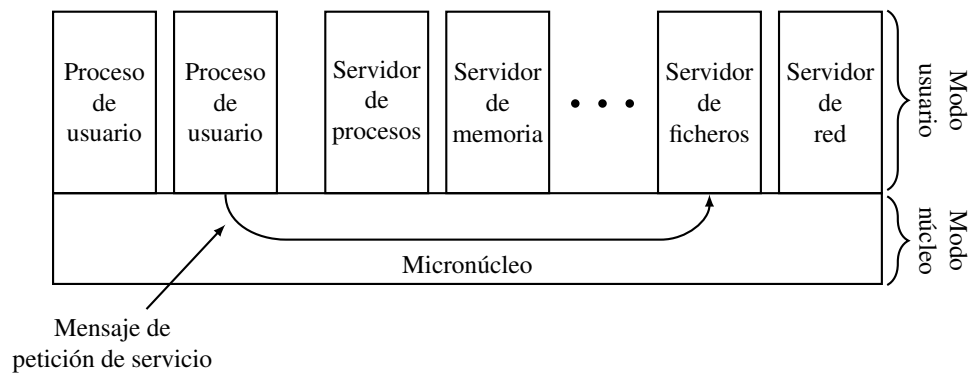 Proceso
de
usuario
Proceso
de
usuario
Servidor
de
procesos
Servidor
de
memoria
Servidor
de
ficheros
Servidor
de
red
Modo
usuario
Modo
núcleo
Micronúcleo
Mensaje de
petición de servicio